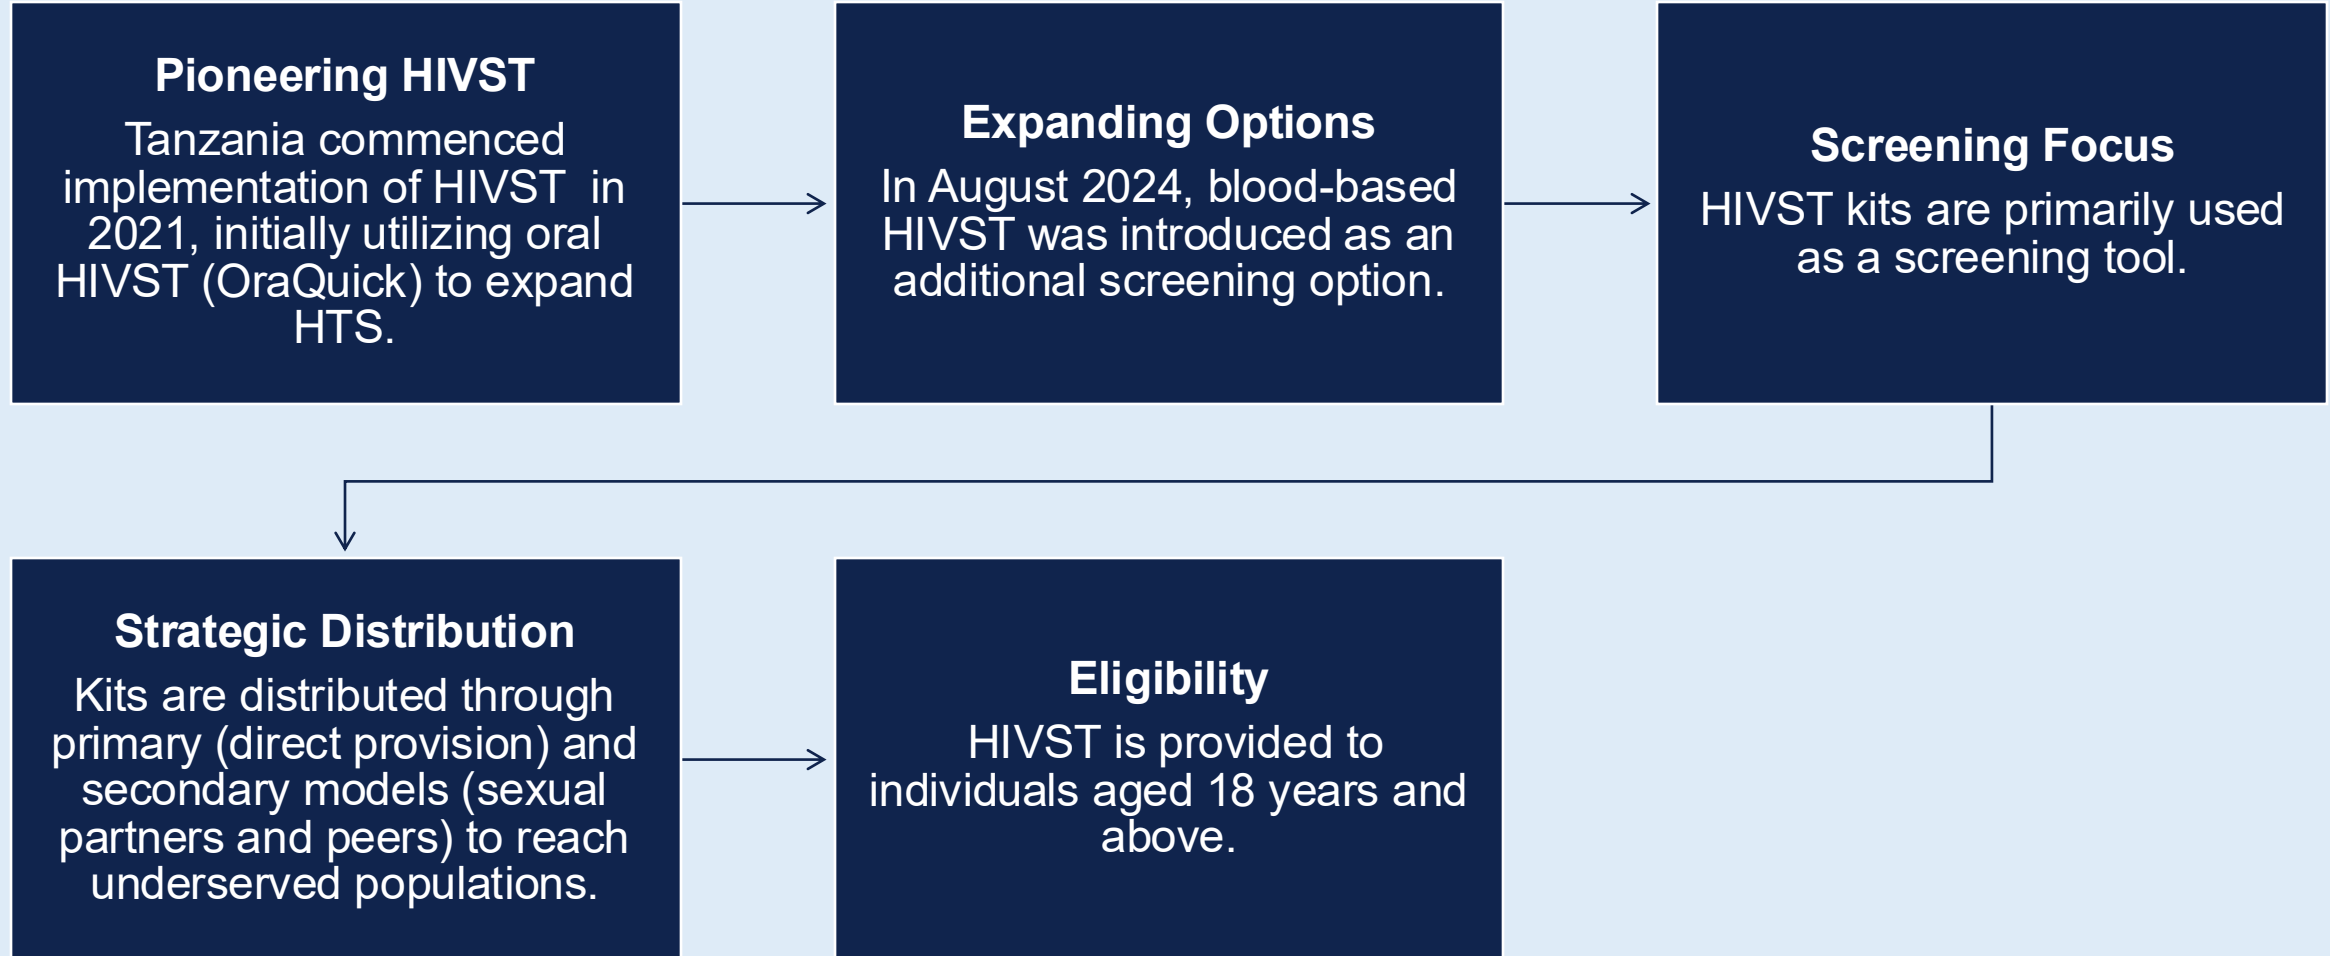 Pioneering HIVST
Tanzania commenced
implementation of HIVST  in
2021, initially utilizing oral
HIVST (OraQuick) to expand
HTS.
Expanding Options
In August 2024, blood-based
HIVST was introduced as an
additional screening option.
Screening Focus
HIVST kits are primarily used
as a screening tool.
Strategic Distribution
Kits are distributed through
primary (direct provision) and
secondary models (sexual
partners and peers) to reach
underserved populations.
Eligibility
HIVST is provided to
individuals aged 18 years and
above.